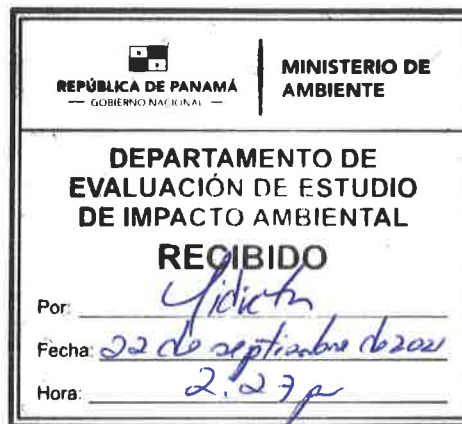 REPÚBLICA DE PANAMÁ
— GOBIERNO NACIONAL —
MINISTERIO DE
AMBIENTE
DEPARTAMENTO DE
EVALUACIÓN DE ESTUDIO
DE IMPACTO AMBIENTAL
RECIBIDO
Por:
Fecha: 22 de septiembre de 2021
Hora: 2:27 p